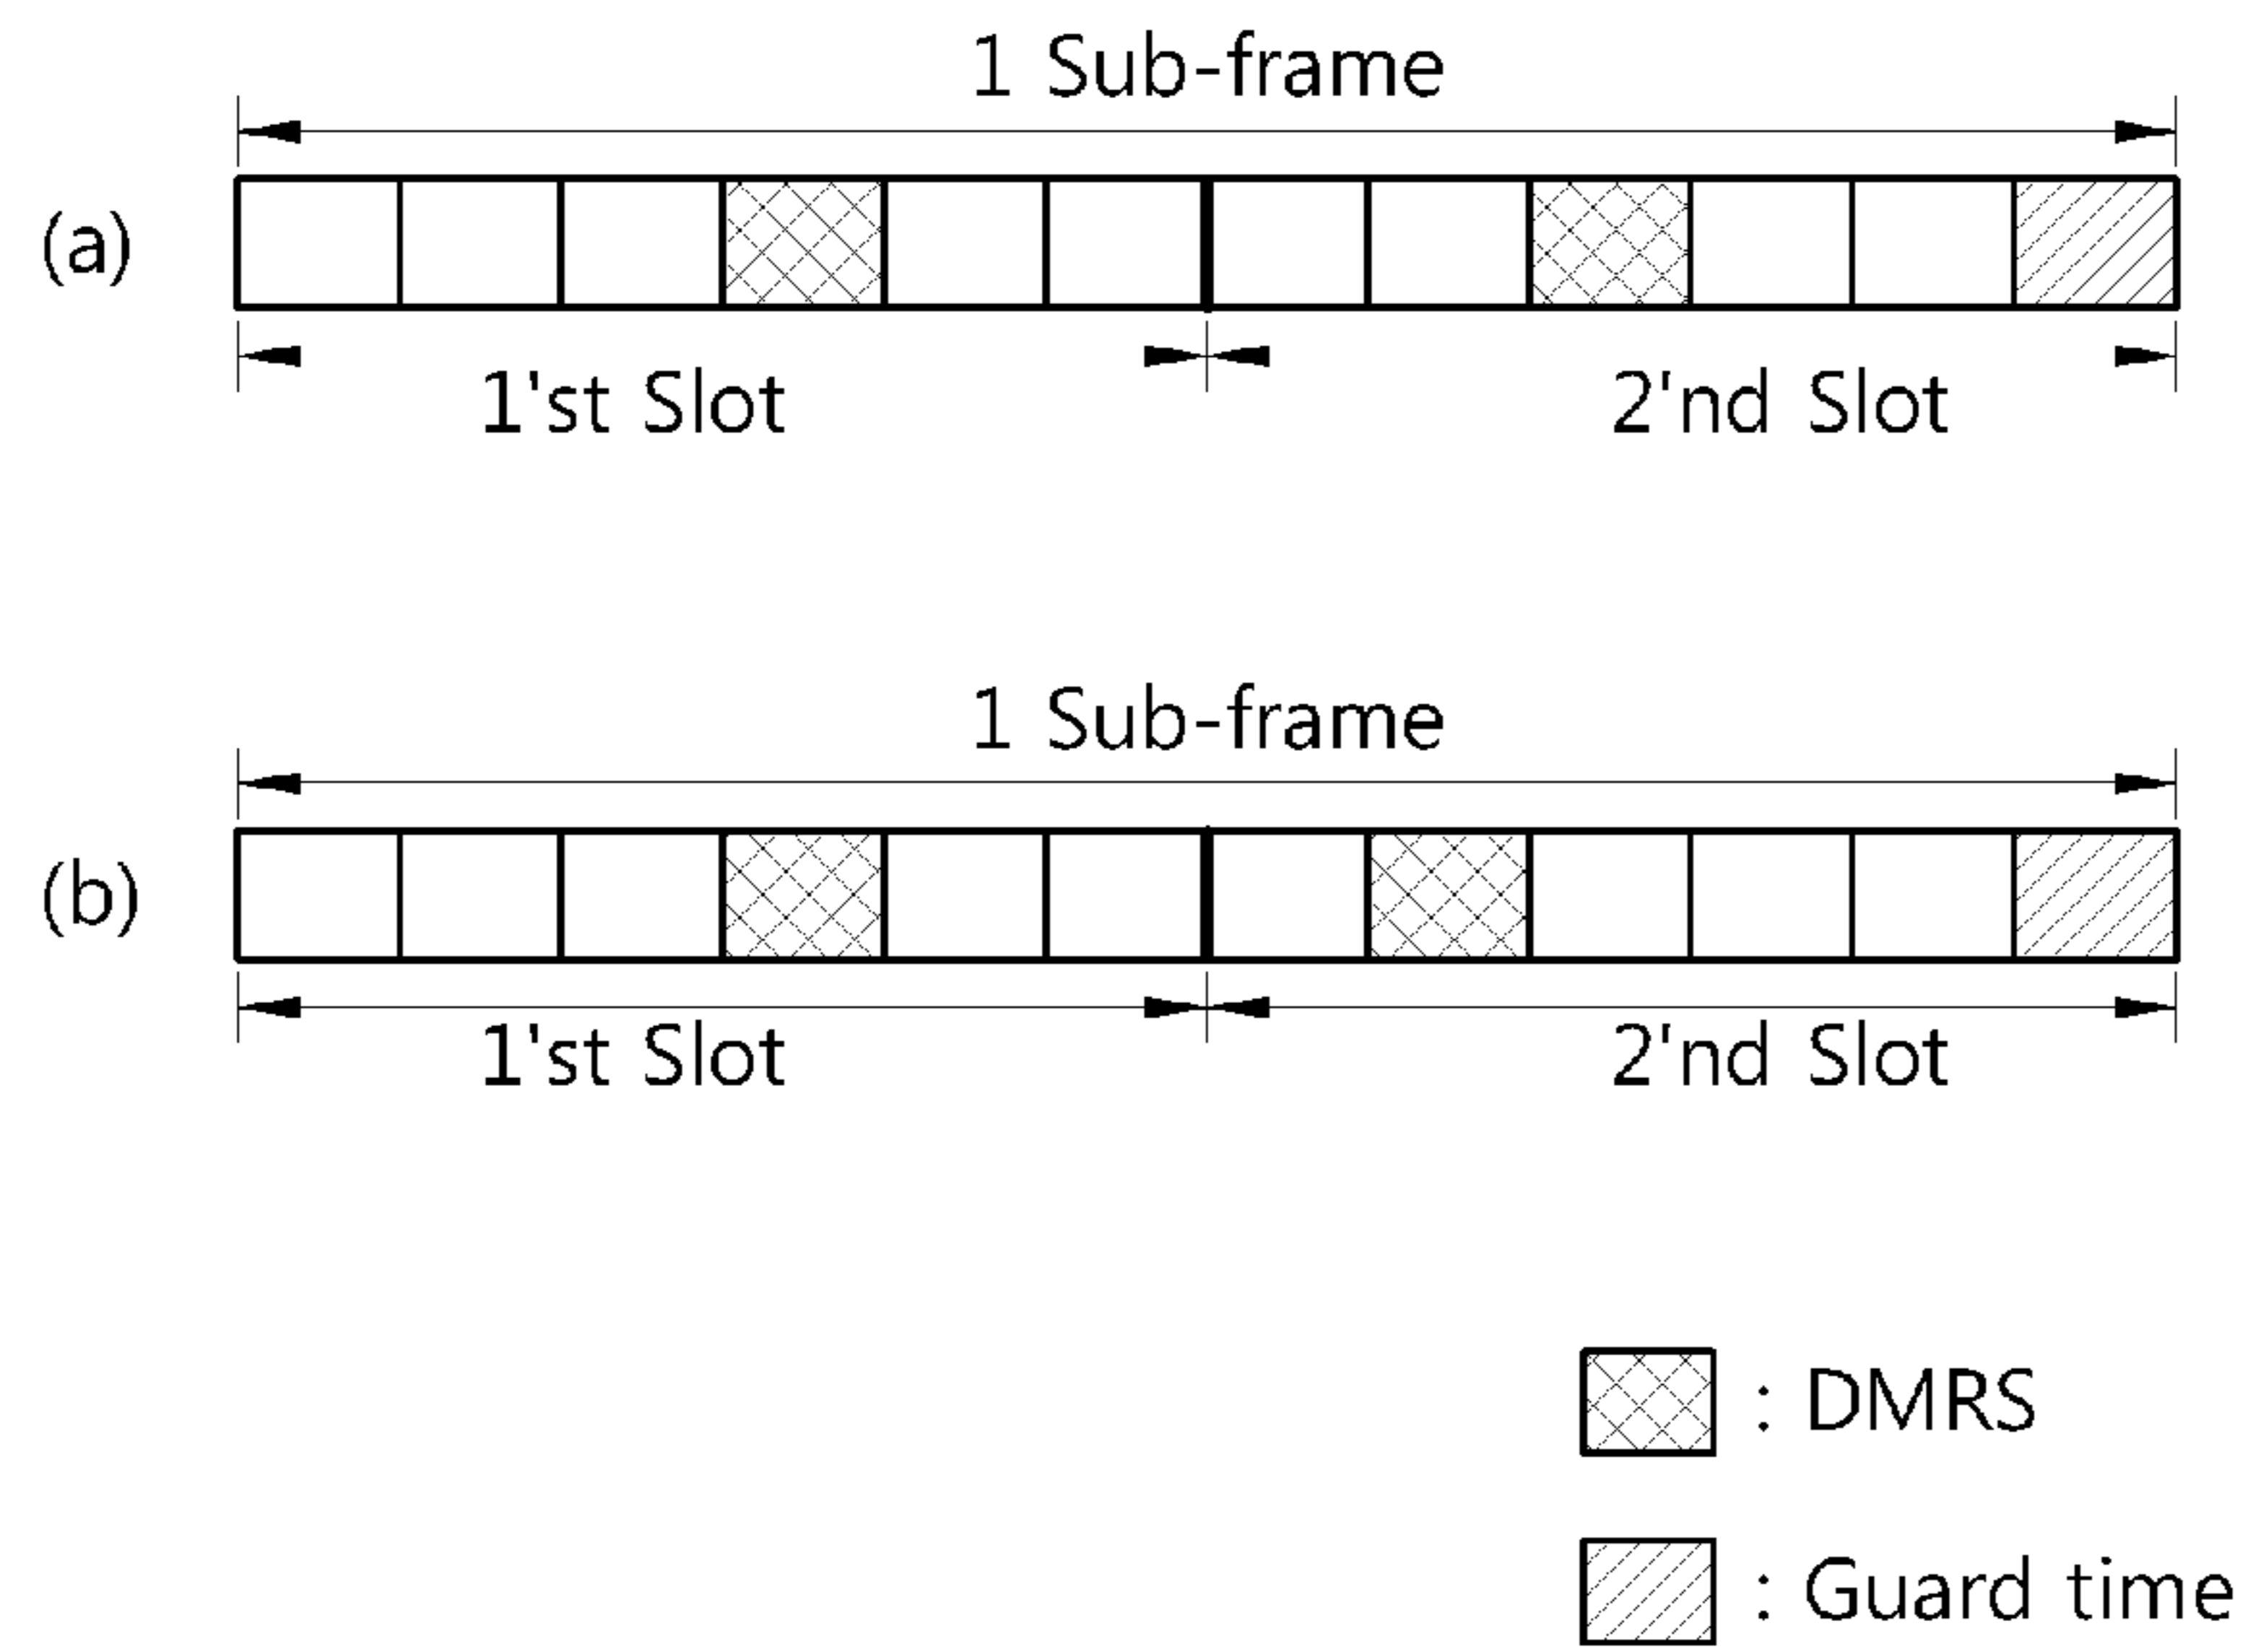 1 Sub-frame
(a)
1'st Slot
2'nd Slot
1 Sub-frame
(b)
1'st Slot
2'nd Slot
: DMRS
: Guard time